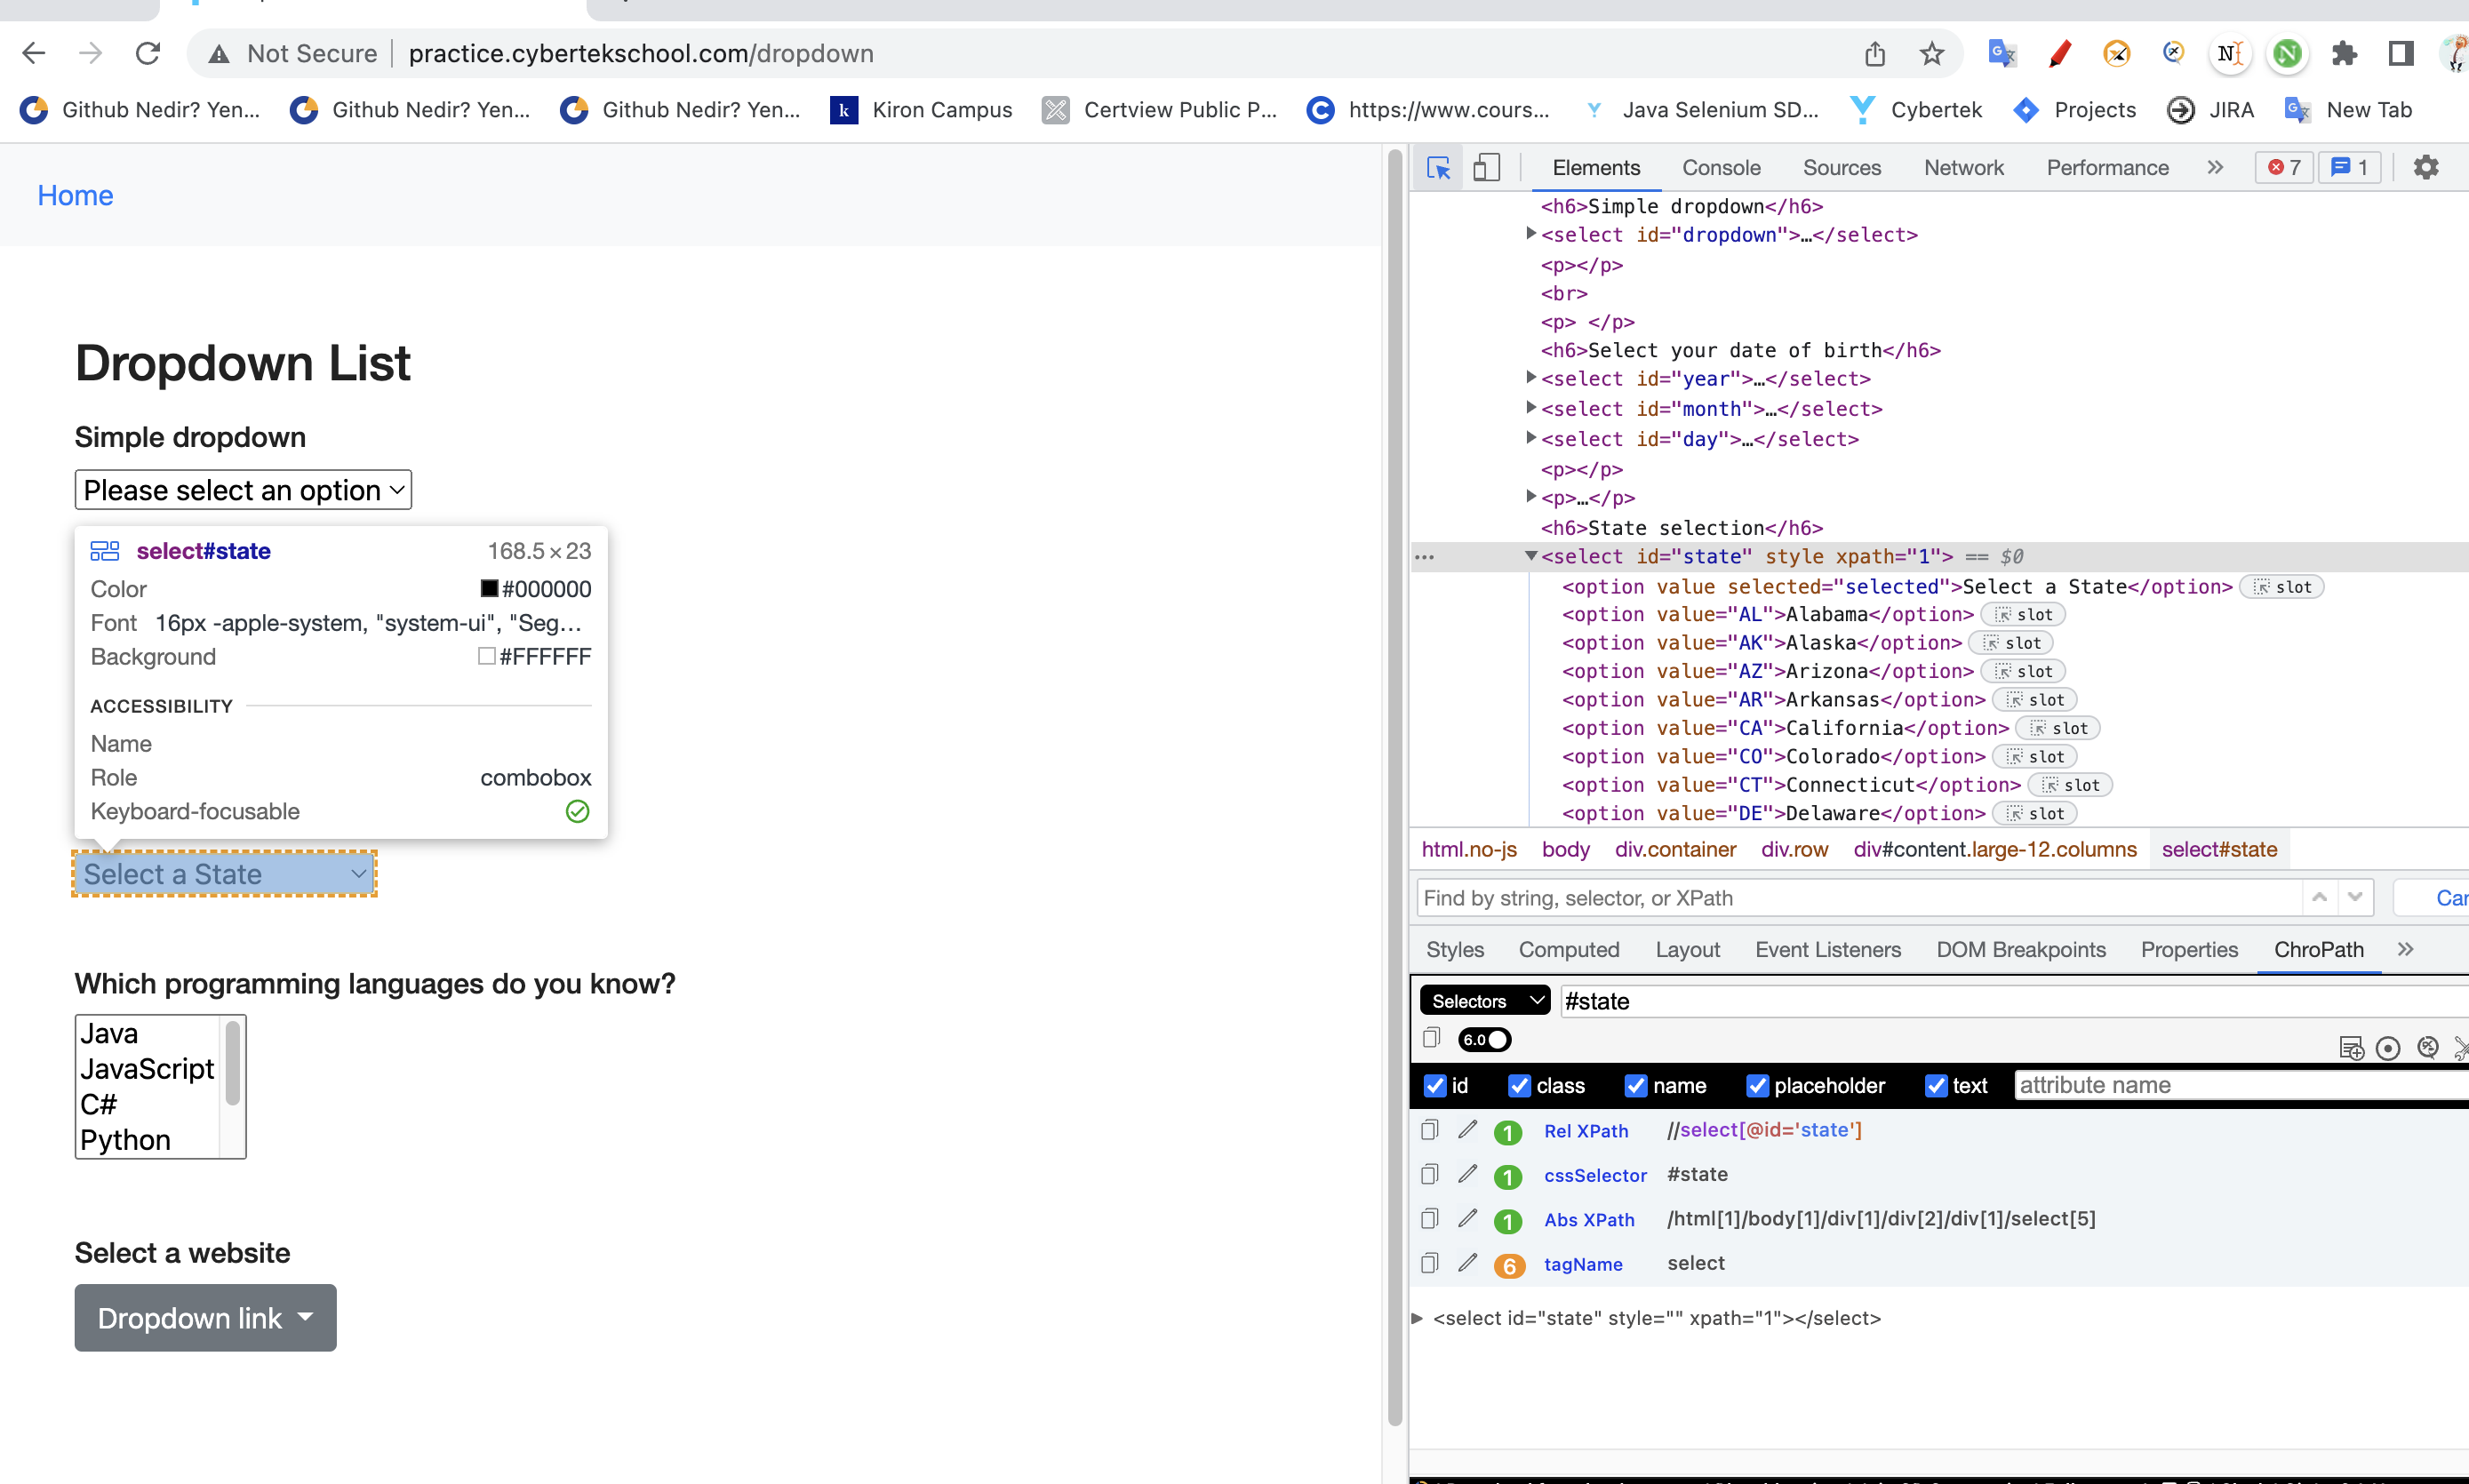 Not Secure practice.cybertekschool.com/dropdown
Github Nedir? Yen... Github Nedir? Yen... Github Nedir? Yen... k Kiron Campus Certview Public P... C https://www.cours... Java Selenium SD... Cybertek Projects JIRA New Tab
Home
Dropdown List
Simple dropdown
Please select an option
select#state 168.5×23
Color #000000
Font 16px -apple-system, "system-ui", "Seg...
Background #FFFFFF
ACCESSIBILITY
Name
Role combobox
Keyboard-focusable
Select a State
Which programming languages do you know?
Java
JavaScript
C#
Python
Select a website
Dropdown link
Elements Console Sources Network Performance » 7 1
<h6>Simple dropdown</h6>
<select id="dropdown">…</select>
<p></p>
<br>
<p> </p>
<h6>Select your date of birth</h6>
<select id="year">…</select>
<select id="month">…</select>
<select id="day">…</select>
<p></p>
<p>…</p>
<h6>State selection</h6>
<select id="state" style xpath="1"> == $0
<option value selected="selected">Select a State</option> slot
<option value="AL">Alabama</option> slot
<option value="AK">Alaska</option> slot
<option value="AZ">Arizona</option> slot
<option value="AR">Arkansas</option> slot
<option value="CA">California</option> slot
<option value="CO">Colorado</option> slot
<option value="CT">Connecticut</option> slot
<option value="DE">Delaware</option> slot
html.no-js body div.container div.row div#content.large-12.columns select#state
Find by string, selector, or XPath
Styles Computed Layout Event Listeners DOM Breakpoints Properties ChroPath »
Selectors #state
6.0
id class name placeholder text attribute name
1 Rel XPath //select[@id='state']
1 cssSelector #state
1 Abs XPath /html[1]/body[1]/div[1]/div[2]/div[1]/select[5]
6 tagName select
<select id="state" style="" xpath="1"></select>